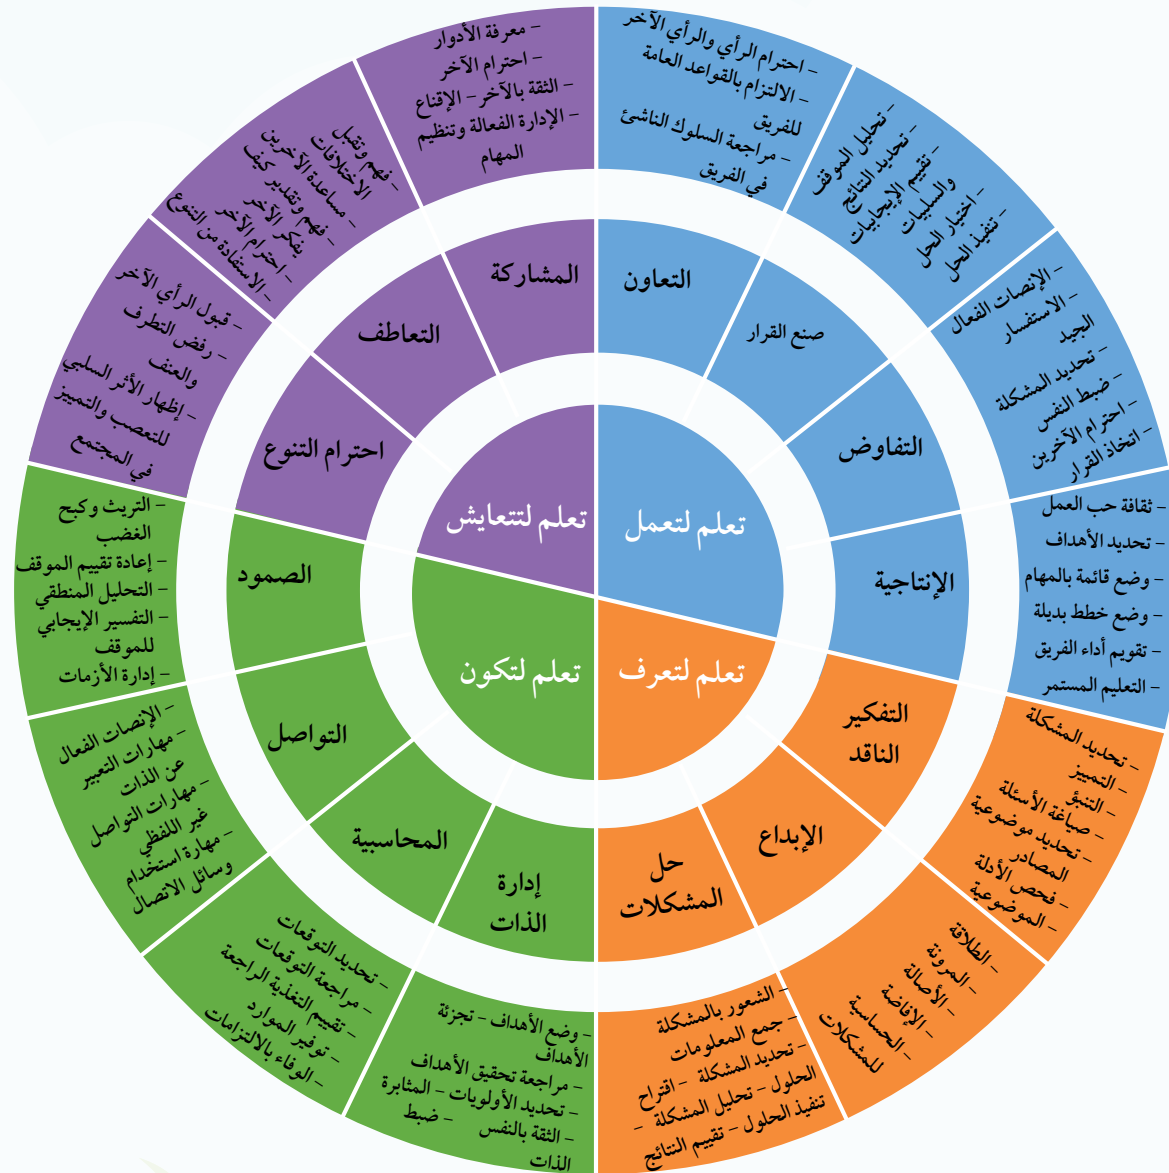 تعلم لتعمل
تعلم لتتعايش
تعلم لتعرف
تعلم لتكون
التعاون
– احترام الرأي والرأي الآخر
– الالتزام بالقواعد العامة
للفريق
– مراجعة السلوك الناشئ
في الفريق
صنع القرار
– تحليل الموقف
– تحديد النتائج
– تقييم الإيجابيات
والسلبيات
– اختيار الحل
– تنفيذ الحل
التفاوض
– الإنصات الفعال
– الاستفسار
الجيد
– تحديد المشكلة
– ضبط النفس
– احترام الآخرين
– اتخاذ القرار
الإنتاجية
– ثقافة حب العمل
– تحديد الأهداف
– وضع قائمة بالمهام
– وضع خطط بديلة
– تقويم أداء الفريق
– التعليم المستمر
التفكير
الناقد
– تحديد المشكلة
– التمييز
– التنبؤ
– صياغة الأسئلة
– تحديد موضوعية
المصادر
– فحص الأدلة
– الموضوعية
الإبداع
– الطلاقة
– المرونة
– الأصالة
– الإفاضة
– الحساسية
للمشكلات
حل
المشكلات
– الشعور بالمشكلة
– جمع المعلومات
– تحديد المشكلة – اقتراح
الحلول – تحليل المشكلة –
تنفيذ الحلول – تقييم النتائج
إدارة
الذات
– وضع الأهداف – تجزئة
الأهداف
– مراجعة تحقيق الأهداف
– تحديد الأولويات – المثابرة
– الثقة بالنفس – ضبط
الذات
المحاسبية
– تحديد التوقعات
– مراجعة التوقعات
– تقييم التغذية الراجعة
– توفير الموارد
– الوفاء بالالتزامات
التواصل
– الإنصات الفعال
– مهارات التعبير
عن الذات
– مهارات التواصل
غير اللفظي
– مهارة استخدام
وسائل الاتصال
الصمود
– التريث وكبح
الغضب
– إعادة تقييم الموقف
– التحليل المنطقي
– التفسير الإيجابي
للموقف
– إدارة الأزمات
احترام التنوع
– قبول الرأي الآخر
– رفض التطرف
والعنف
– إظهار الأثر السلبي
للتعصب والتمييز
في المجتمع
التعاطف
– فهم وتقبل
الاختلافات
– مساعدة الآخرين
– فهم وتقدير كيف
يفكر الآخر
– احترام الآخر
– الاستفادة من التنوع
المشاركة
– معرفة الأدوار
– احترام الآخر
– الثقة بالآخر – الإقناع
– الإدارة الفعالة وتنظيم
المهام